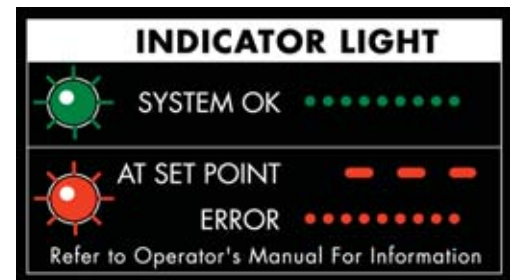 INDICATOR LIGHT
SYSTEM OK
AT SET POINT
ERROR
Refer to Operator's Manual For Information